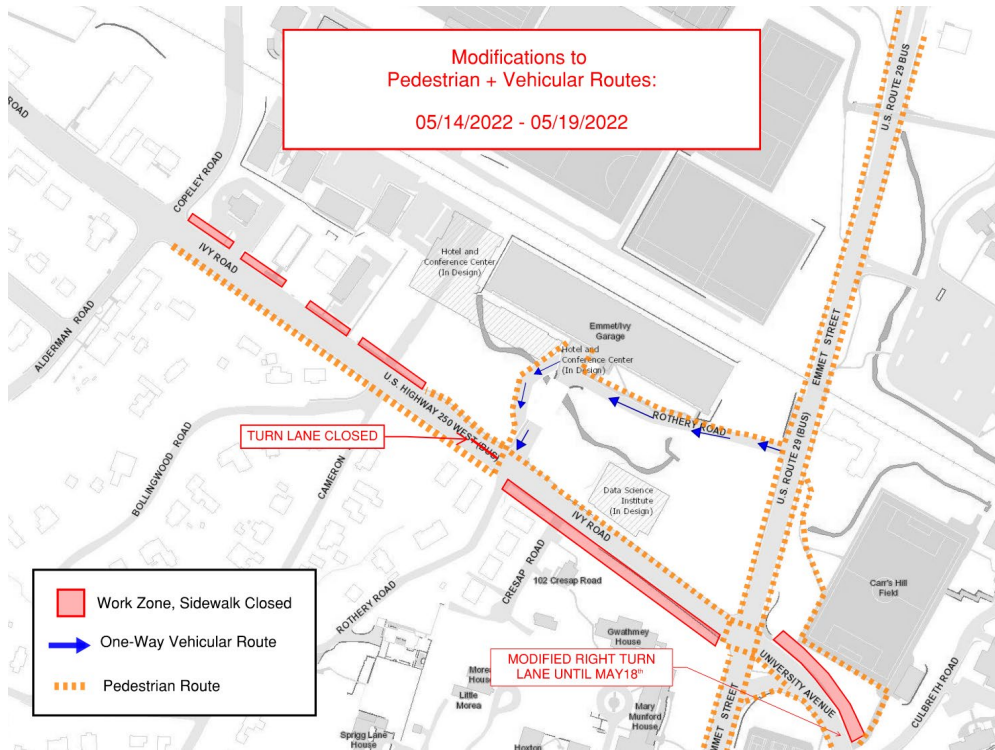 Modifications to
Pedestrian + Vehicular Routes:
05/14/2022 - 05/19/2022
U.S. ROUTE 29 BUS
ROAD
COPELEY ROAD
IVY ROAD
ALDERMAN ROAD
Hotel and
Conference Center
(In Design)
Emmet/Ivy
Garage
Hotel and
Conference Center
(In Design)
EMMET STREET
ROTHERY ROAD
U.S. HIGHWAY 250 WEST (BUS)
TURN LANE CLOSED
U.S. ROUTE 29 (BUS)
BOLLINGWOOD ROAD
CAMERON
Data Science
Institute
(In Design)
IVY ROAD
CRESAP ROAD
102 Cresap Road
Carr's Hill
Field
ROTHERY ROAD
Gwathmey
House
Work Zone, Sidewalk Closed
One-Way Vehicular Route
Pedestrian Route
MODIFIED RIGHT TURN
LANE UNTIL MAY18th
UNIVERSITY AVENUE
CULBRETH ROAD
Morea
House
Little
Morea
Mary
Munford
House
EMMET STREET
Sprigg Lane
House
Hoxton